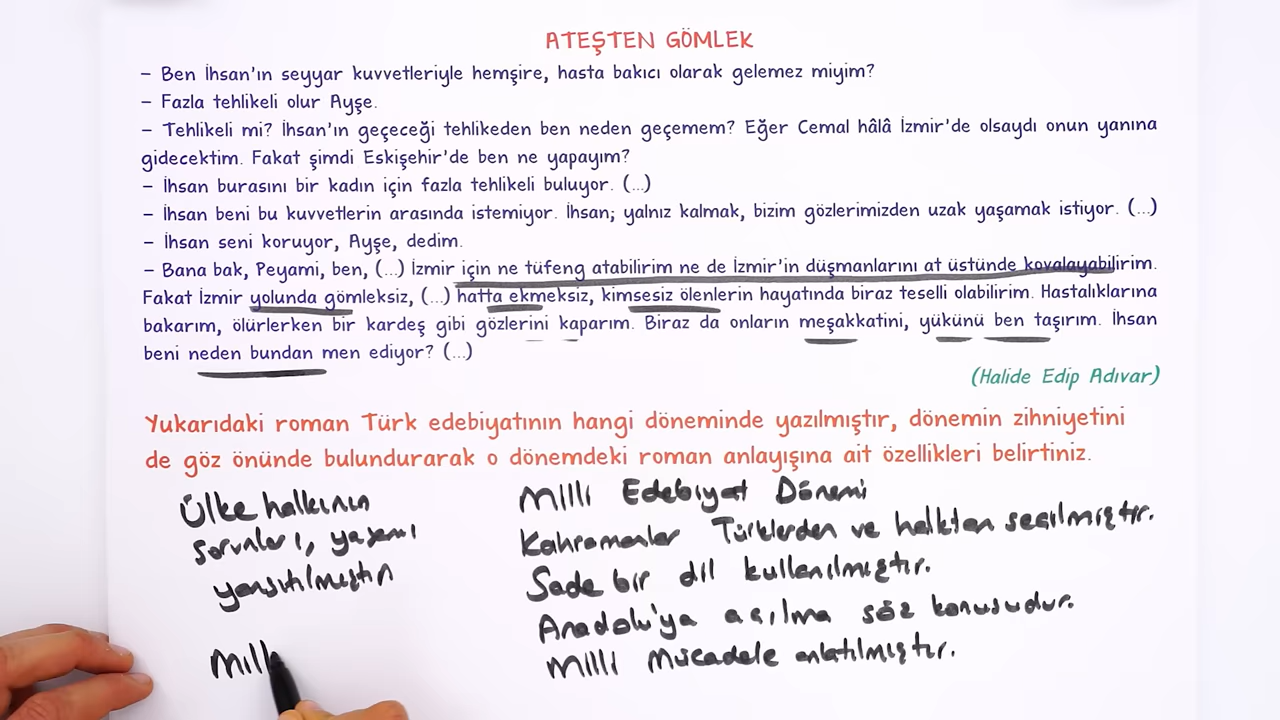 ATEŞTEN GÖMLEK
– Ben İhsan'ın seyyar kuvvetleriyle hemşire, hasta bakıcı olarak gelemez miyim?
– Fazla tehlikeli olur Ayşe.
– Tehlikeli mi? İhsan'ın geçeceği tehlikeden ben neden geçemem? Eğer Cemal hâlâ İzmir'de olsaydı onun yanına
gidecektim. Fakat şimdi Eskişehir'de ben ne yapayım?
– İhsan burasını bir kadın için fazla tehlikeli buluyor. (...)
– İhsan beni bu kuvvetlerin arasında istemiyor. İhsan; yalnız kalmak, bizim gözlerimizden uzak yaşamak istiyor. (...)
– İhsan seni koruyor, Ayşe, dedim.
– Bana bak, Peyami, ben, (...) İzmir için ne tüfeng atabilirim ne de İzmir'in düşmanlarını at üstünde kovalayabilirim.
Fakat İzmir yolunda gömleksiz, (...) hatta ekmeksiz, kimsesiz ölenlerin hayatında biraz teselli olabilirim. Hastalıklarına
bakarım, ölürlerken bir kardeş gibi gözlerini kaparım. Biraz da onların meşakkatini, yükünü ben taşırım. İhsan
beni neden bundan men ediyor? (...)
(Halide Edip Adıvar)
Yukarıdaki roman Türk edebiyatının hangi döneminde yazılmıştır, dönemin zihniyetini
de göz önünde bulundurarak o dönemdeki roman anlayışına ait özellikleri belirtiniz.
Ülke halkının
sorunları, yaşamı
yansıtılmıştır
Mill
Milli Edebiyat Dönemi
Kahramanlar Türklerden ve halktan seçilmiştir.
Sade bir dil kullanılmıştır.
Anadolu'ya açılma söz konusudur.
Milli Mücadele anlatılmıştır.